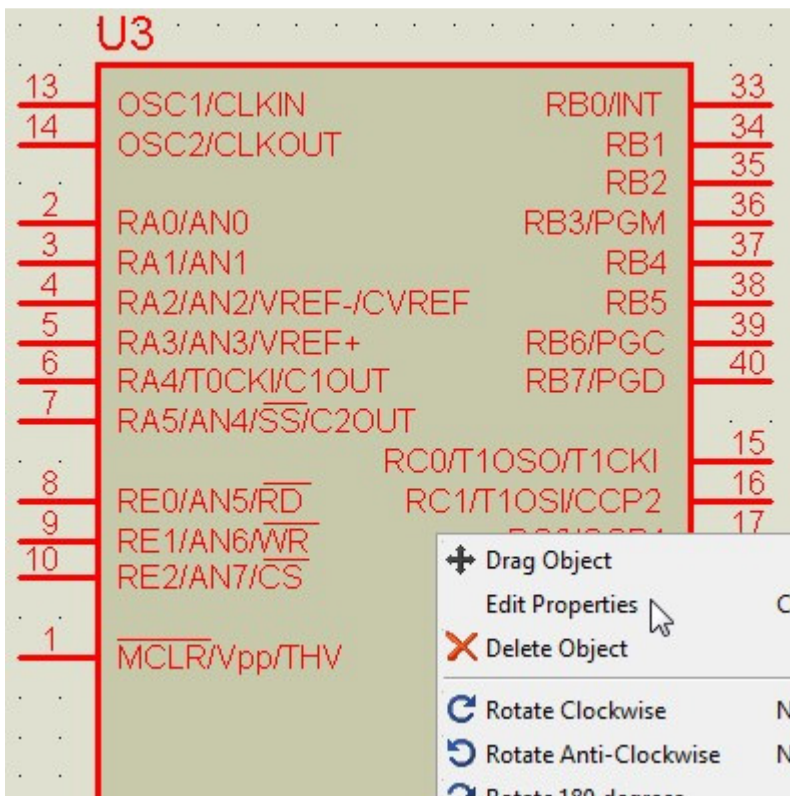 U3
13 OSC1/CLKIN RB0/INT 33
14 OSC2/CLKOUT RB1 34
RB2 35
2 RA0/AN0 RB3/PGM 36
3 RA1/AN1 RB4 37
4 RA2/AN2/VREF-/CVREF RB5 38
5 RA3/AN3/VREF+ RB6/PGC 39
6 RA4/T0CKI/C1OUT RB7/PGD 40
7 RA5/AN4/SS/C2OUT
RC0/T1OSO/T1CKI 15
8 RE0/AN5/RD RC1/T1OSI/CCP2 16
9 RE1/AN6/WR 17
10 RE2/AN7/CS
1 MCLR/Vpp/THV
Drag Object
Edit Properties C
Delete Object
Rotate Clockwise N
Rotate Anti-Clockwise N
Rotate 180 degrees